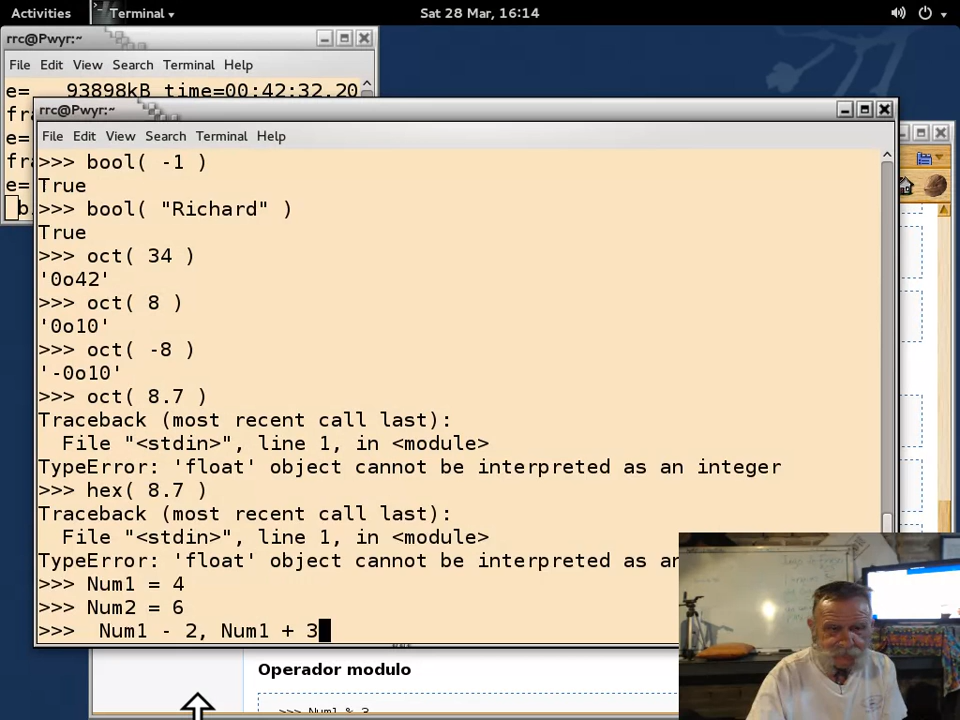 Activities Terminal Sat 28 Mar, 16:14
rrc@Pwyr:~
File Edit View Search Terminal Help
e= 93898kB time=00:42:32.20
fra
e=
fra
e=
b
rrc@Pwyr:~
File Edit View Search Terminal Help
>>> bool( -1 )
True
>>> bool( "Richard" )
True
>>> oct( 34 )
'0o42'
>>> oct( 8 )
'0o10'
>>> oct( -8 )
'-0o10'
>>> oct( 8.7 )
Traceback (most recent call last):
  File "<stdin>", line 1, in <module>
TypeError: 'float' object cannot be interpreted as an integer
>>> hex( 8.7 )
Traceback (most recent call last):
  File "<stdin>", line 1, in <module>
TypeError: 'float' object cannot be interpreted as an
>>> Num1 = 4
>>> Num2 = 6
>>>  Num1 - 2, Num1 + 3
Operador modulo
>>> Num1 % 3